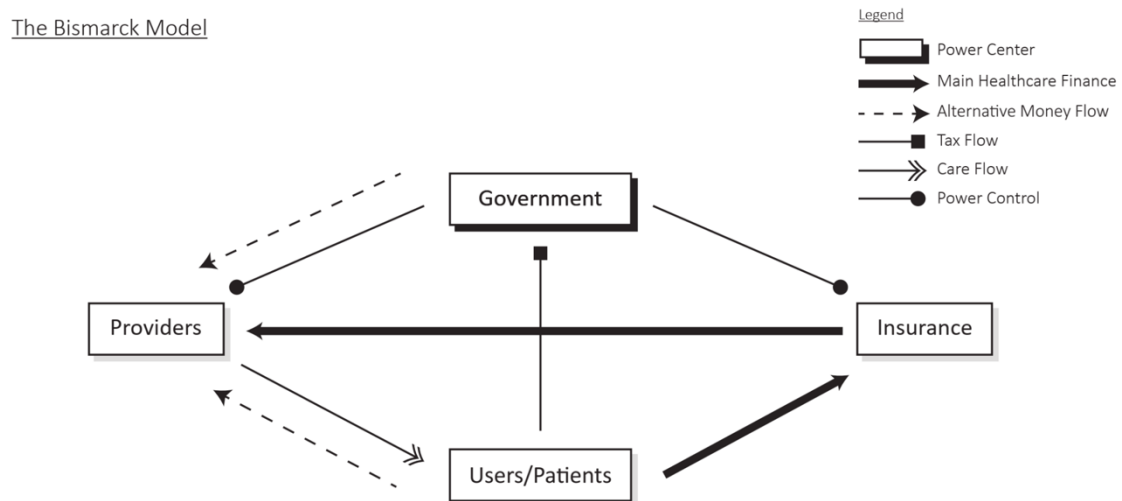 The Bismarck Model
Legend
Power Center
Main Healthcare Finance
Alternative Money Flow
Tax Flow
Care Flow
Power Control
Government
Providers
Insurance
Users/Patients